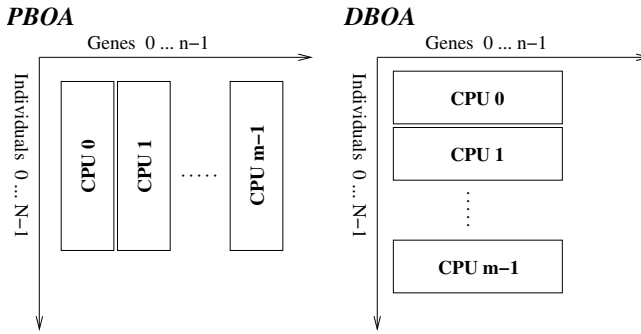 PBOA
Genes 0 ... n−1
Individuals 0 ... N−1
CPU 0
CPU 1
.....
CPU m−1
DBOA
Genes 0 ... n−1
Individuals 0 ... N−1
CPU 0
CPU 1
.....
CPU m−1